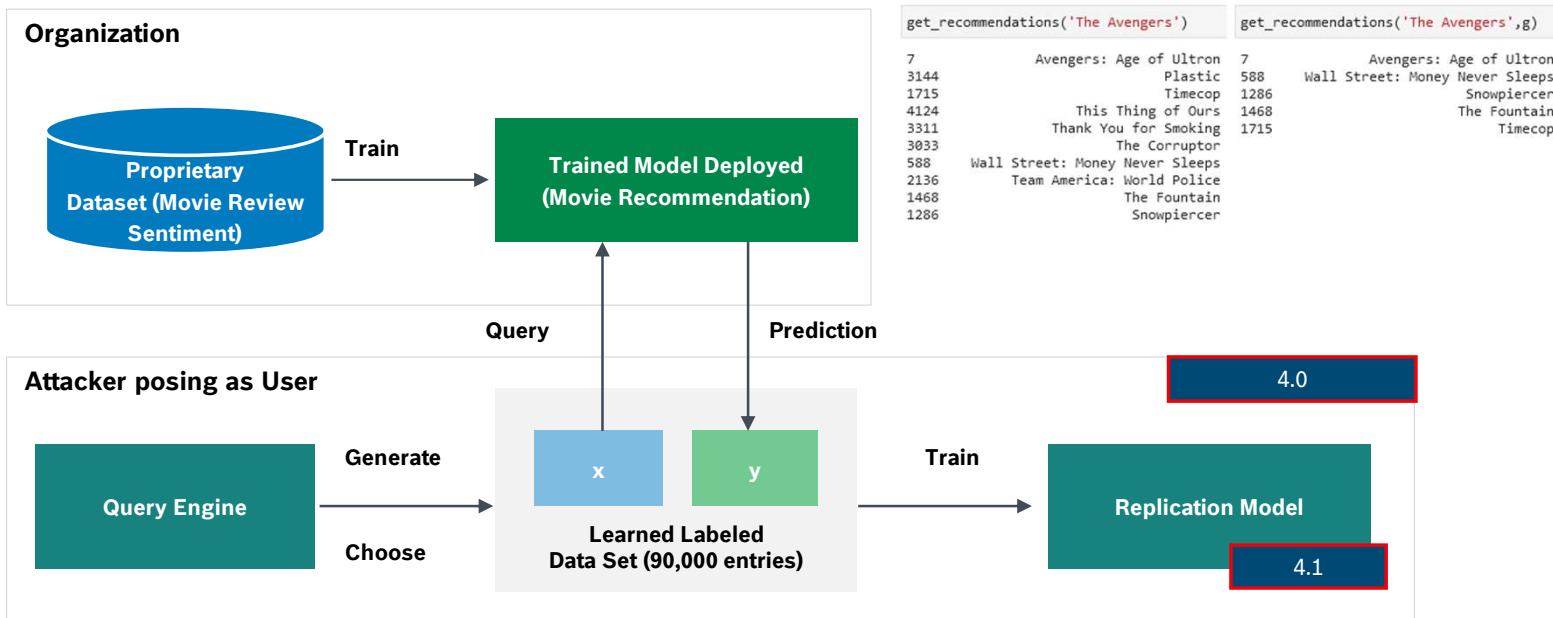 Organization
Proprietary
Dataset (Movie Review
Sentiment)
Train
Trained Model Deployed
(Movie Recommendation)
get_recommendations('The Avengers')
7 Avengers: Age of Ultron
3144 Plastic
1715 Timecop
4124 This Thing of Ours
3311 Thank You for Smoking
3033 The Corruptor
588 Wall Street: Money Never Sleeps
2136 Team America: World Police
1468 The Fountain
1286 Snowpiercer
get_recommendations('The Avengers',g)
7 Avengers: Age of Ultron
588 Wall Street: Money Never Sleeps
1286 Snowpiercer
1468 The Fountain
1715 Timecop
Query
Prediction
Attacker posing as User
4.0
Query Engine
Generate
Choose
x
y
Learned Labeled
Data Set (90,000 entries)
Train
Replication Model
4.1